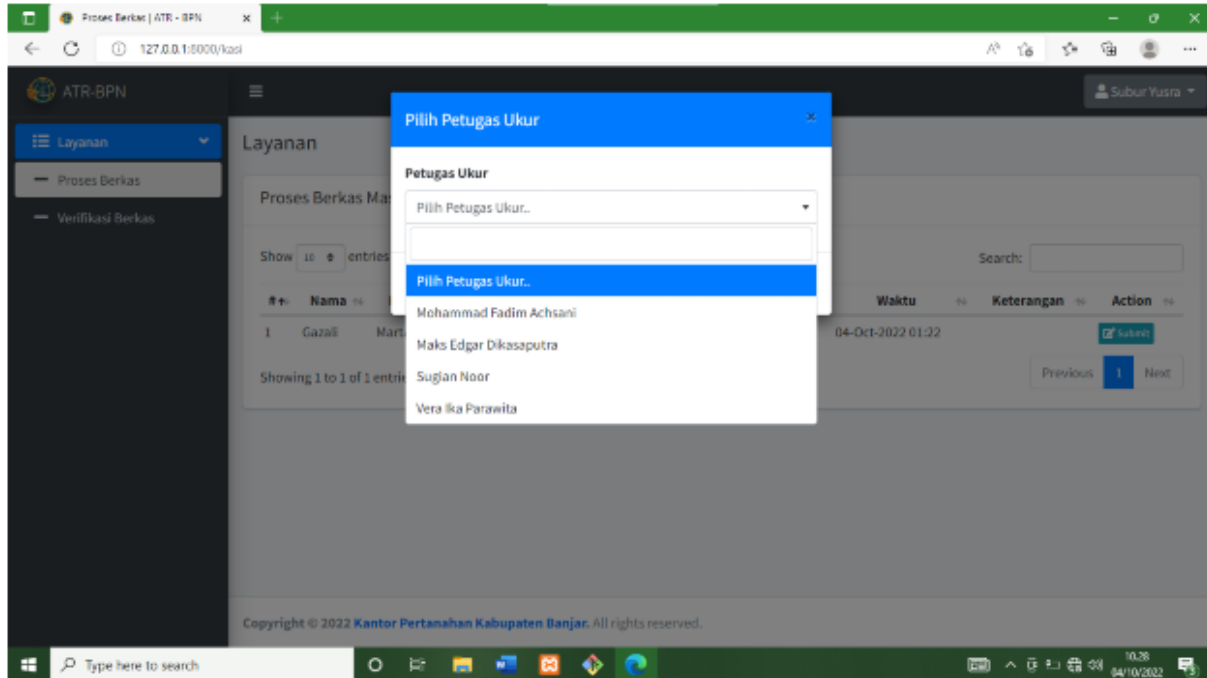 Proses Berkas | ATR - BPN
127.0.0.1:8000/kasi
ATR-BPN
Subur Yusra
Layanan
Proses Berkas
Verifikasi Berkas
Layanan
Proses Berkas
Pilih Petugas Ukur
×
Petugas Ukur
Pilih Petugas Ukur..
Pilih Petugas Ukur..
Mohammad Fadim Achsani
Maks Edgar Dikasaputra
Sugian Noor
Vera Ika Parawita
Show 10 entries
Search:
# Nama Waktu Keterangan Action
1 Gazali 04-Oct-2022 01:22 Submit
Showing 1 to 1 of 1
Previous 1 Next
Copyright © 2022 Kantor Pertanahan Kabupaten Banjar. All rights reserved.
Type here to search
10.28
04/10/2022